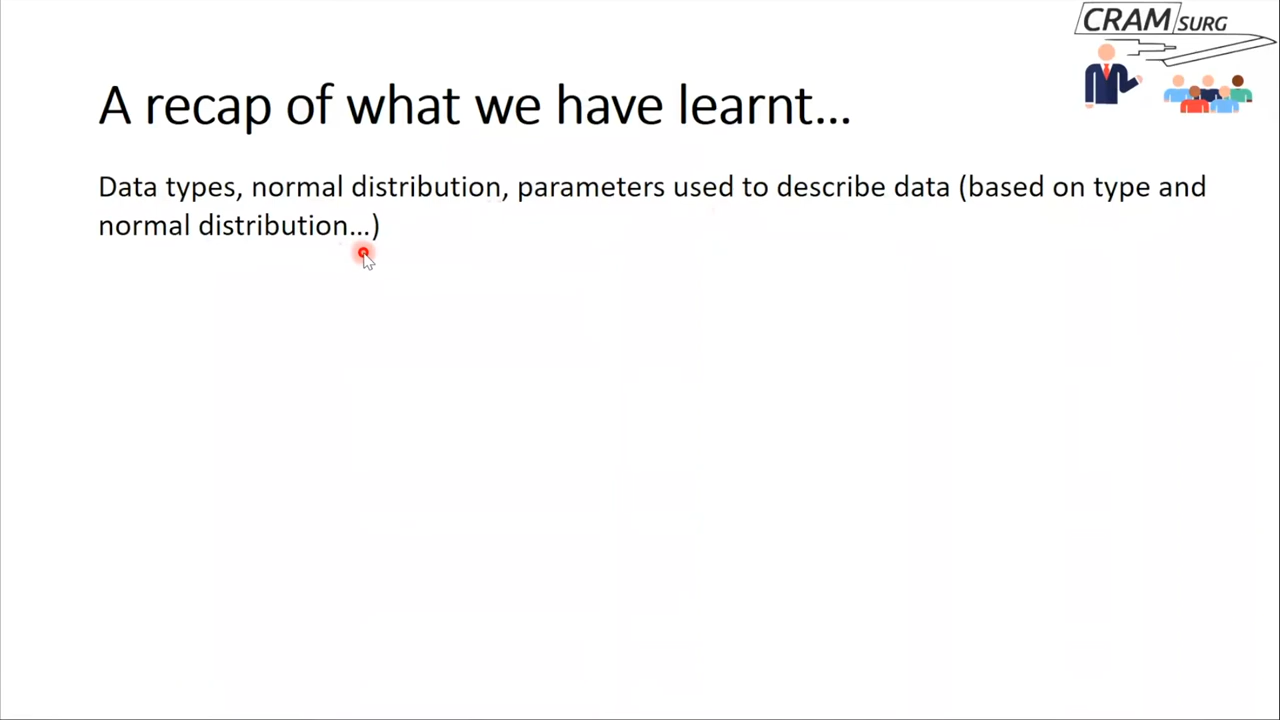 CRAM SURG
A recap of what we have learnt...
Data types, normal distribution, parameters used to describe data (based on type and
normal distribution...)